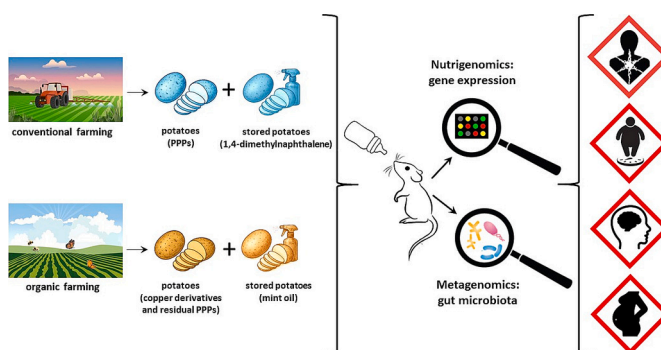 conventional farming
potatoes
(PPPs)
+
stored potatoes
(1,4-dimethylnaphthalene)
organic farming
potatoes
(copper derivatives
and residual PPPs)
+
stored potatoes
(mint oil)
Nutrigenomics:
gene expression
Metagenomics:
gut microbiota